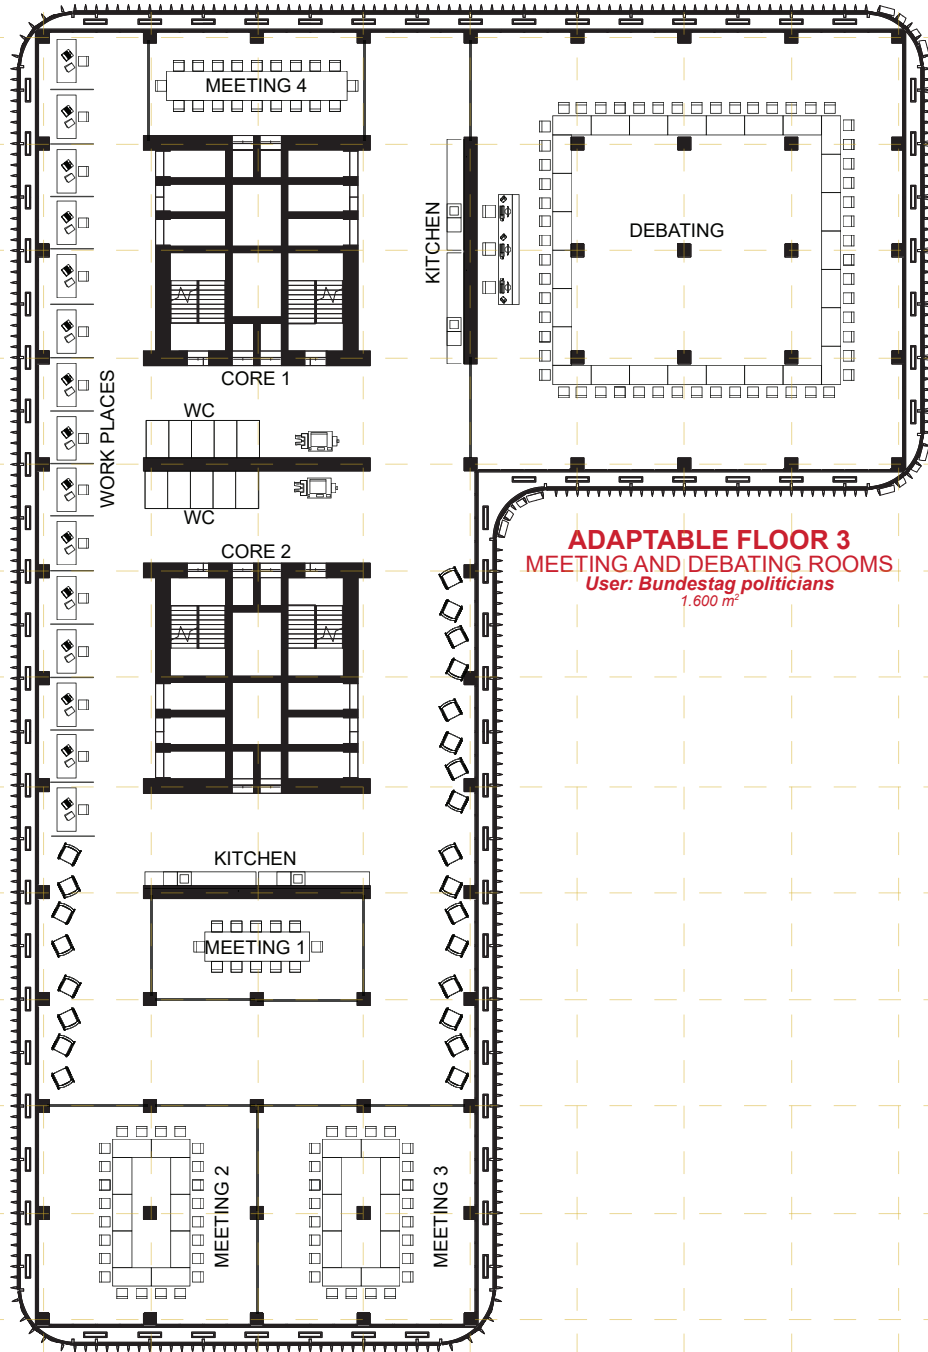 MEETING 4
KITCHEN
DEBATING
CORE 1
WORK PLACES
WC
WC
CORE 2
ADAPTABLE FLOOR 3
MEETING AND DEBATING ROOMS
User: Bundestag politicians
1.600 m²
KITCHEN
MEETING 1
MEETING 2
MEETING 3